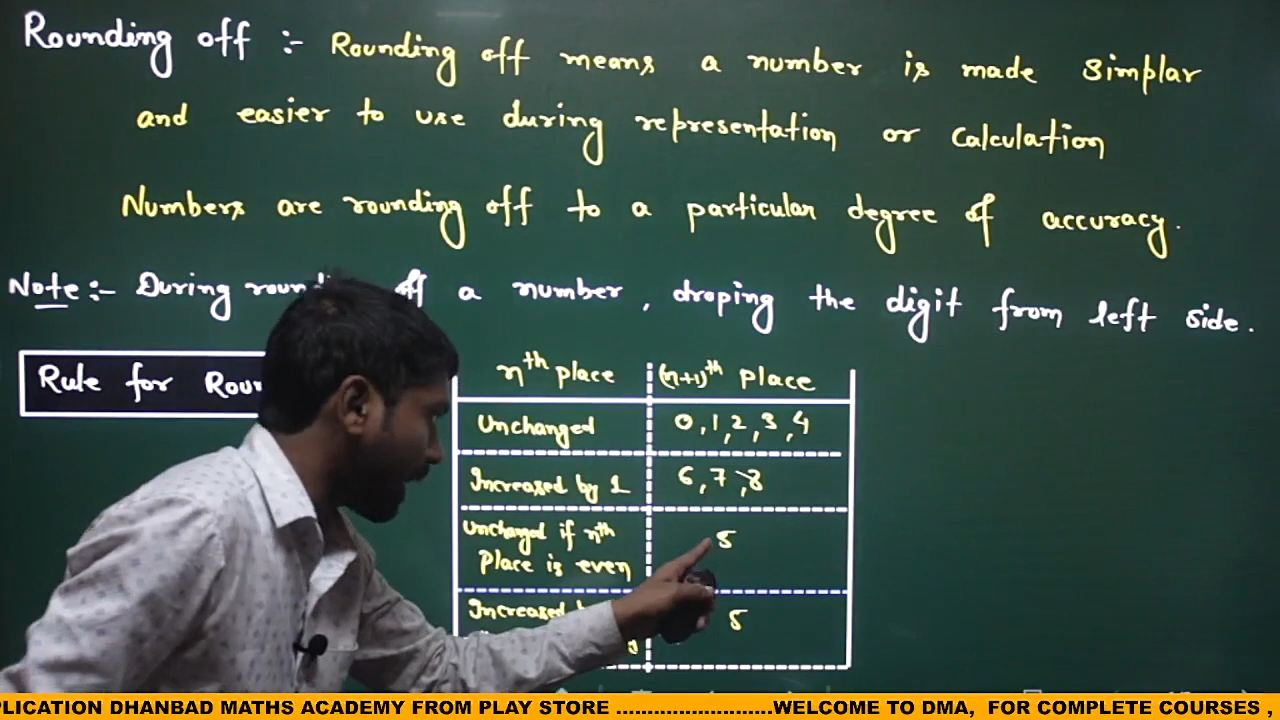 Rounding off :- Rounding off means a number is made simplar
and easier to use during representation or calculation
Numbers are rounding off to a particular degree of accuracy.
Note :- During off a number, droping the digit from left side.
Rule for
nth place (n+1)th place
Unchanged 0,1,2,3,4
Increased by 1 6,7,8
Unchanged if nth
place is even 5
Increased 5
PLICATION DHANBAD MATHS ACADEMY FROM PLAY STORE ........................WELCOME TO DMA, FOR COMPLETE COURSES ,